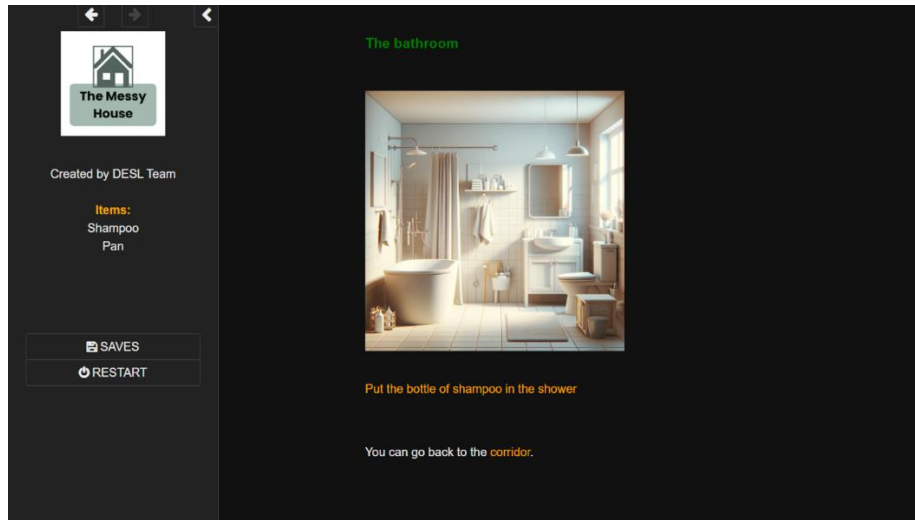 The Messy
House
Created by DESL Team
Items:
Shampoo
Pan
SAVES
RESTART
The bathroom
Put the bottle of shampoo in the shower
You can go back to the corridor.